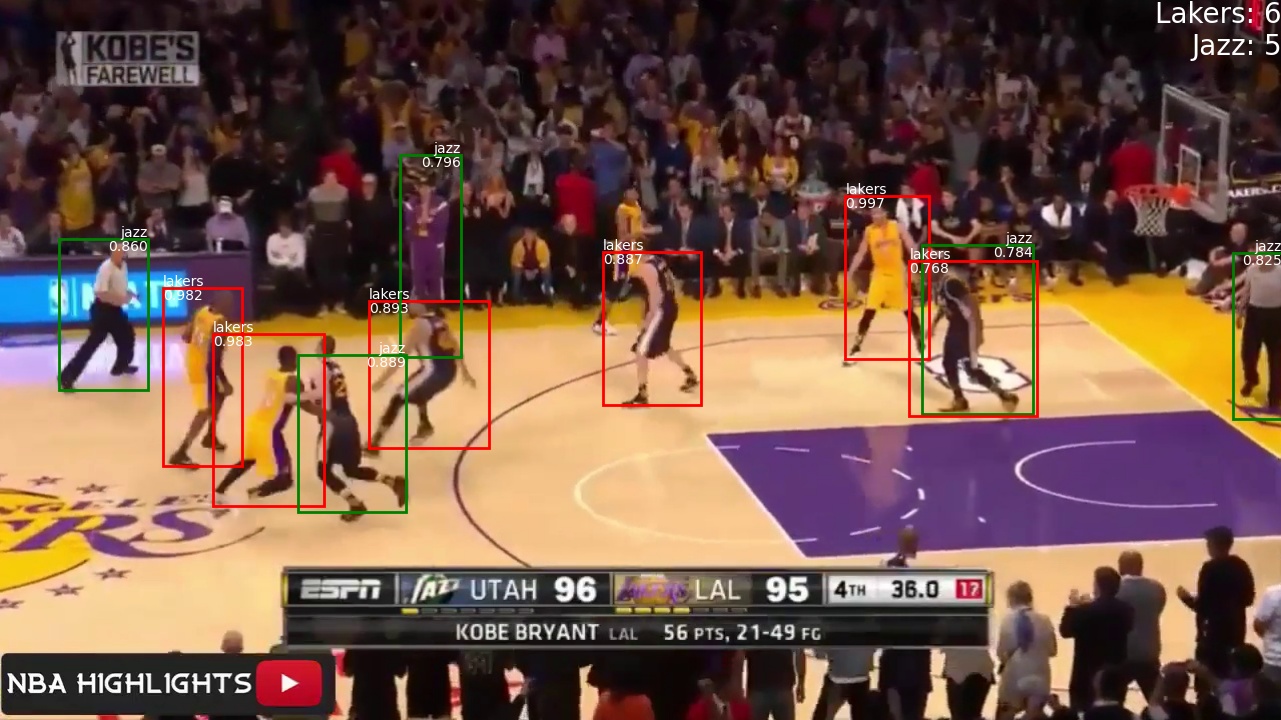 Lakers: 6
Jazz: 5
KOBE'S
FAREWELL
jazz
0.796
lakers
0.997
jazz
0.860
lakers
0.887
jazz
0.784
lakers
0.768
jazz
0.825
lakers
0.982
lakers
0.893
lakers
0.983
jazz
0.889
ESPN JAZZ UTAH 96 LAKERS LAL 95 4TH 36.0 17
KOBE BRYANT LAL 56 PTS, 21-49 FG
NBA HIGHLIGHTS